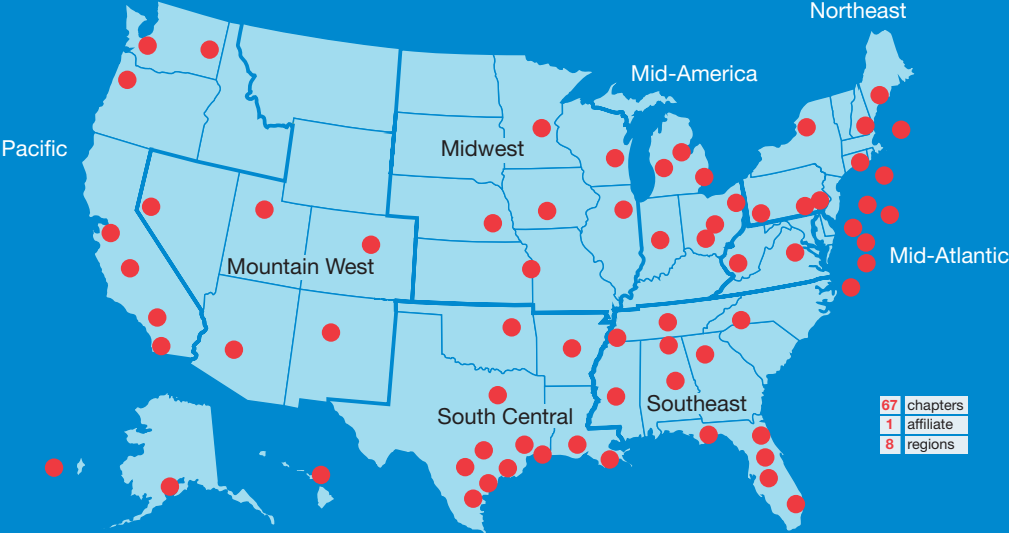 Northeast
Mid-America
Pacific
Midwest
Mountain West
Mid-Atlantic
South Central
Southeast
67 chapters
1 affiliate
8 regions